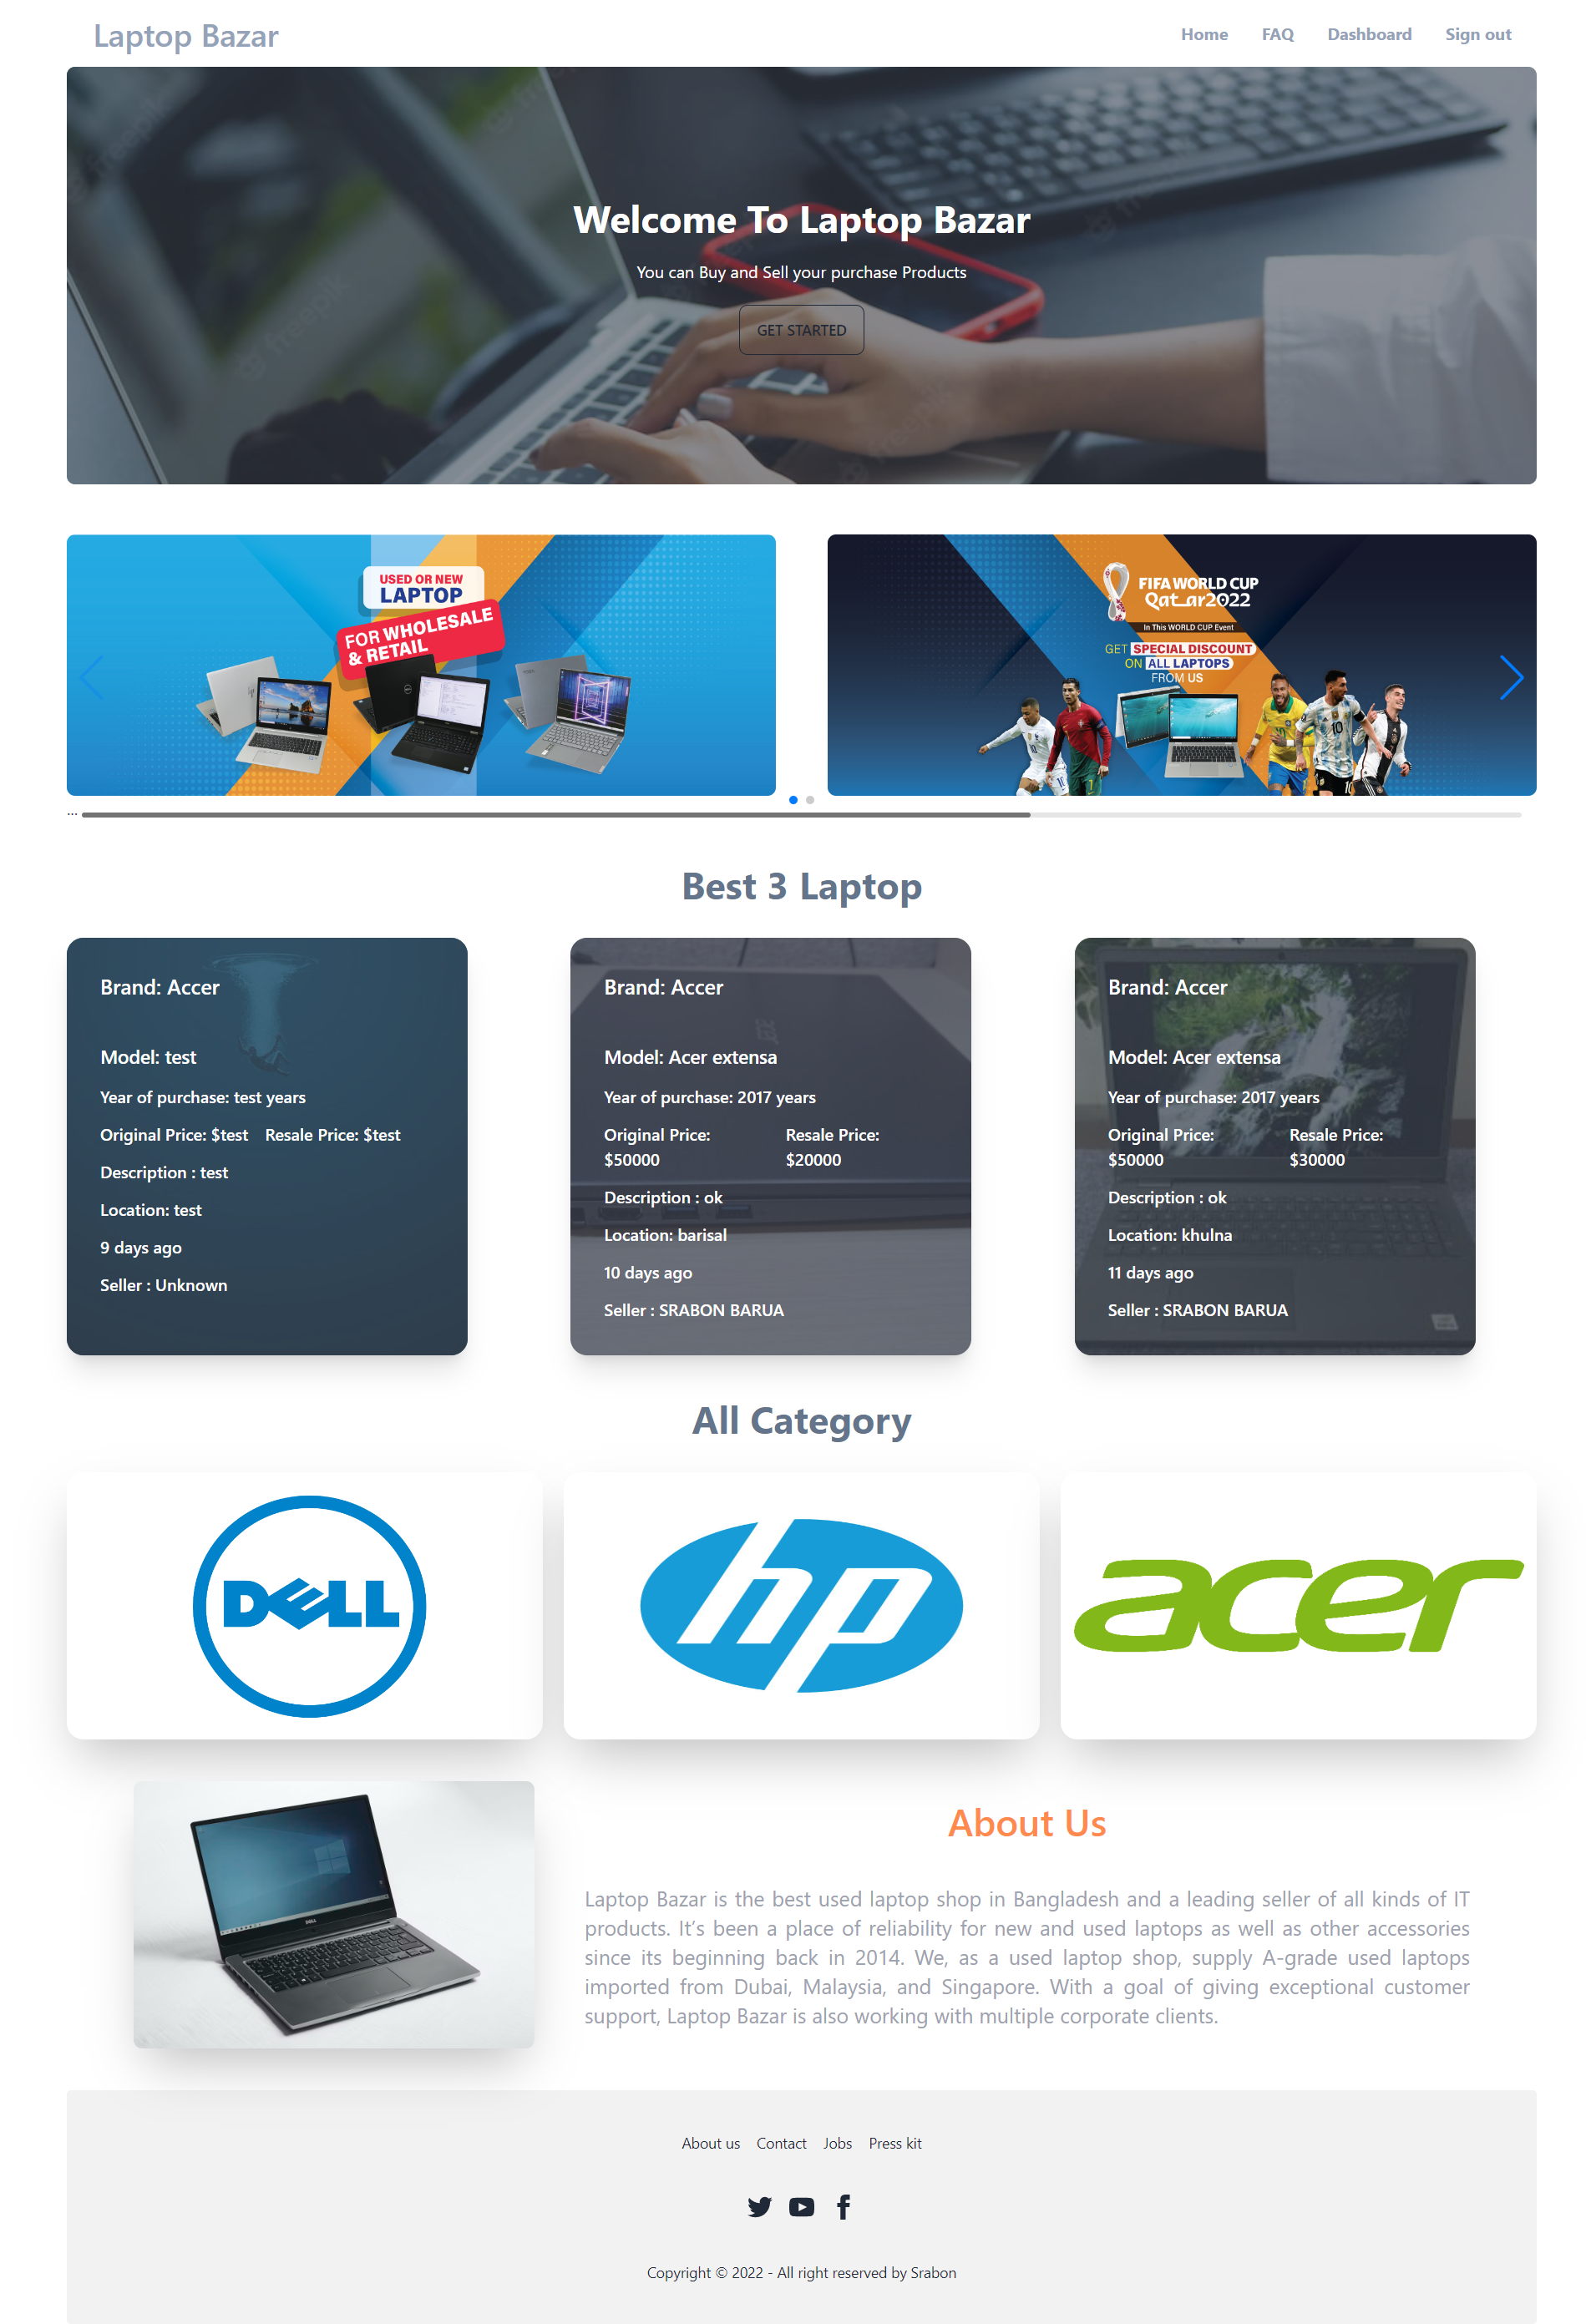 Laptop Bazar
Home FAQ Dashboard Sign out
Welcome To Laptop Bazar
You can Buy and Sell your purchase Products
GET STARTED
USED OR NEW
LAPTOP
FOR WHOLESALE
& RETAIL
FIFA WORLD CUP
Qatar2022
In This WORLD CUP Event
GET SPECIAL DISCOUNT
ON ALL LAPTOPS
FROM US
...
Best 3 Laptop
Brand: Accer
Model: test
Year of purchase: test years
Original Price: $test Resale Price: $test
Description : test
Location: test
9 days ago
Seller : Unknown
Brand: Accer
Model: Acer extensa
Year of purchase: 2017 years
Original Price: Resale Price:
$50000 $20000
Description : ok
Location: barisal
10 days ago
Seller : SRABON BARUA
Brand: Accer
Model: Acer extensa
Year of purchase: 2017 years
Original Price: Resale Price:
$50000 $30000
Description : ok
Location: khulna
11 days ago
Seller : SRABON BARUA
All Category
DELL
hp
acer
About Us
Laptop Bazar is the best used laptop shop in Bangladesh and a leading seller of all kinds of IT
products. It’s been a place of reliability for new and used laptops as well as other accessories
since its beginning back in 2014. We, as a used laptop shop, supply A-grade used laptops
imported from Dubai, Malaysia, and Singapore. With a goal of giving exceptional customer
support, Laptop Bazar is also working with multiple corporate clients.
About us Contact Jobs Press kit
Copyright © 2022 - All right reserved by Srabon